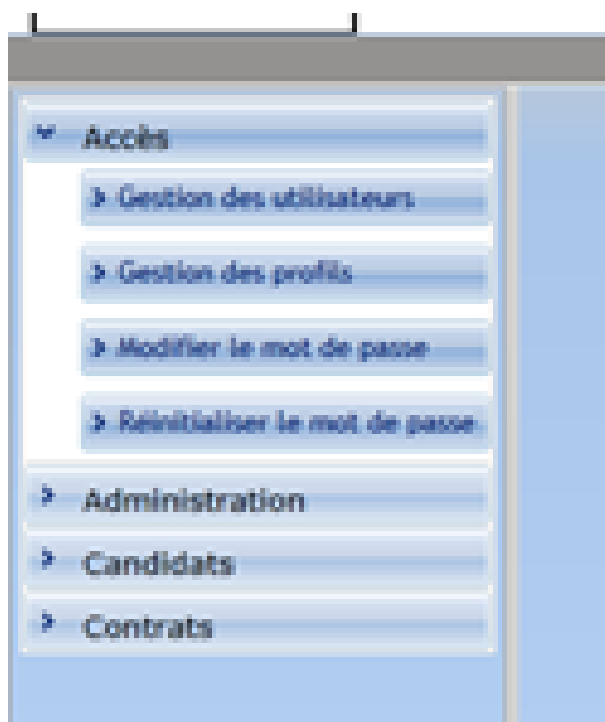 Accès
Gestion des utilisateurs
Gestion des profils
Modifier le mot de passe
Réinitialiser le mot de passe
Administration
Candidats
Contrats